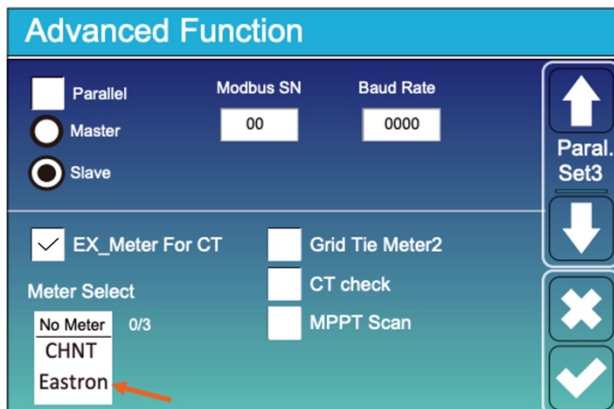 Advanced Function
Parallel
Modbus SN
Baud Rate
00
0000
Master
Slave
Paral.
Set3
EX_Meter For CT
Grid Tie Meter2
CT check
MPPT Scan
Meter Select
No Meter 0/3
CHNT
Eastron